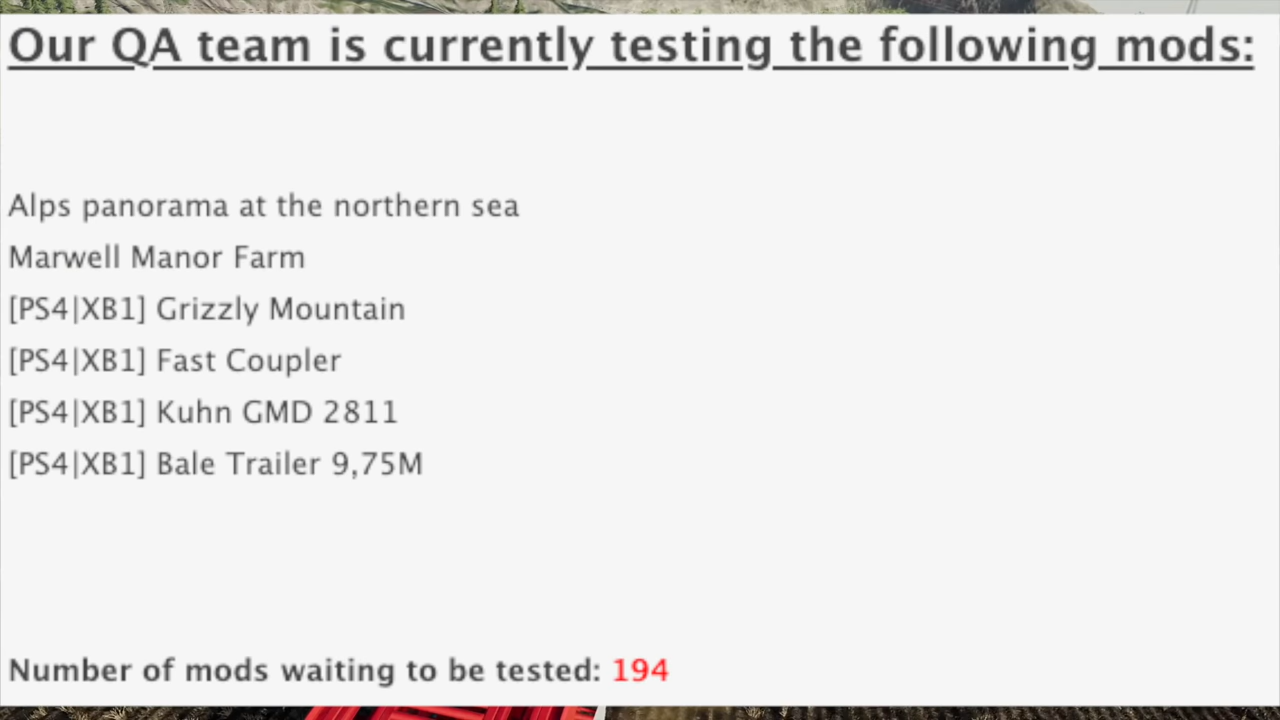 Our QA team is currently testing the following mods:
Alps panorama at the northern sea
Marwell Manor Farm
[PS4|XB1] Grizzly Mountain
[PS4|XB1] Fast Coupler
[PS4|XB1] Kuhn GMD 2811
[PS4|XB1] Bale Trailer 9,75M
Number of mods waiting to be tested: 194